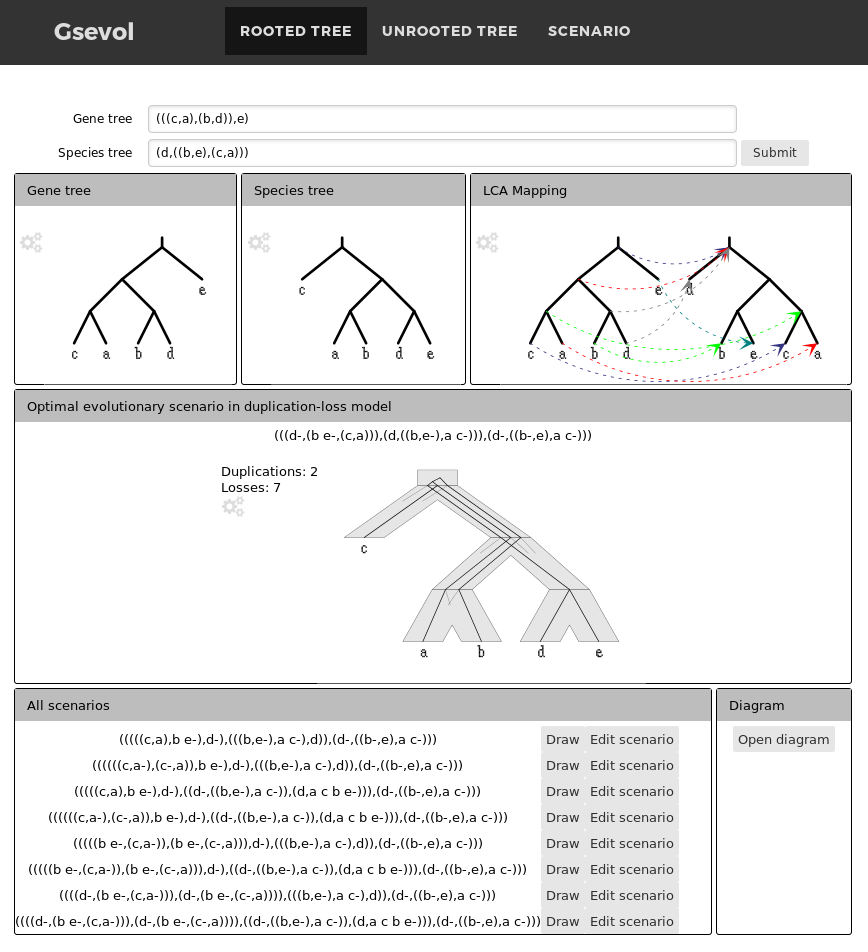 Gsevol
ROOTED TREE UNROOTED TREE SCENARIO
Gene tree (((c,a),(b,d)),e)
Species tree (d,((b,e),(c,a))) Submit
Gene tree Species tree LCA Mapping
e c e d
c a b d a b d e c a b d b e c a
Optimal evolutionary scenario in duplication-loss model
(((d-,(b e-,(c,a))),(d,((b,e-),a c-))),(d-,((b-,e),a c-)))
Duplications: 2
Losses: 7
c
a b d e
All scenarios Diagram
(((((c,a),b e-),d-),(((b,e-),a c-),d)),(d-,((b-,e),a c-))) Draw Edit scenario Open diagram
((((((c,a-),(c-,a)),b e-),d-),(((b,e-),a c-),d)),(d-,((b-,e),a c-))) Draw Edit scenario
(((((c,a),b e-),d-),((d-,((b,e-),a c-)),(d,a c b e-))),(d-,((b-,e),a c-))) Draw Edit scenario
((((((c,a-),(c-,a)),b e-),d-),((d-,((b,e-),a c-)),(d,a c b e-))),(d-,((b-,e),a c-))) Draw Edit scenario
(((((b e-,(c,a-)),(b e-,(c-,a))),d-),(((b,e-),a c-),d)),(d-,((b-,e),a c-))) Draw Edit scenario
(((((b e-,(c,a-)),(b e-,(c-,a))),d-),((d-,((b,e-),a c-)),(d,a c b e-))),(d-,((b-,e),a c-))) Draw Edit scenario
((((d-,(b e-,(c,a-))),(d-,(b e-,(c-,a)))),(((b,e-),a c-),d)),(d-,((b-,e),a c-))) Draw Edit scenario
((((d-,(b e-,(c,a-))),(d-,(b e-,(c-,a)))),((d-,((b,e-),a c-)),(d,a c b e-))),(d-,((b-,e),a c-))) Draw Edit scenario